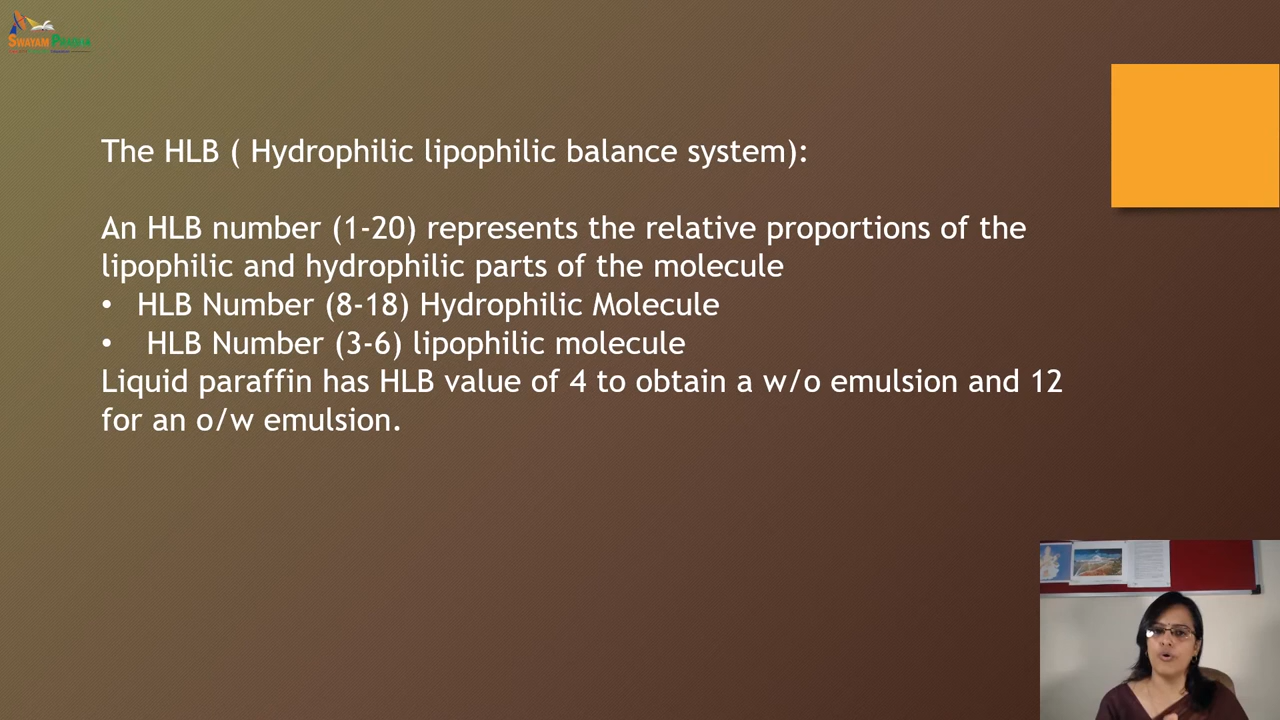 SWAYAM PRABHA
The HLB ( Hydrophilic lipophilic balance system):
An HLB number (1-20) represents the relative proportions of the
lipophilic and hydrophilic parts of the molecule
• HLB Number (8-18) Hydrophilic Molecule
• HLB Number (3-6) lipophilic molecule
Liquid paraffin has HLB value of 4 to obtain a w/o emulsion and 12
for an o/w emulsion.